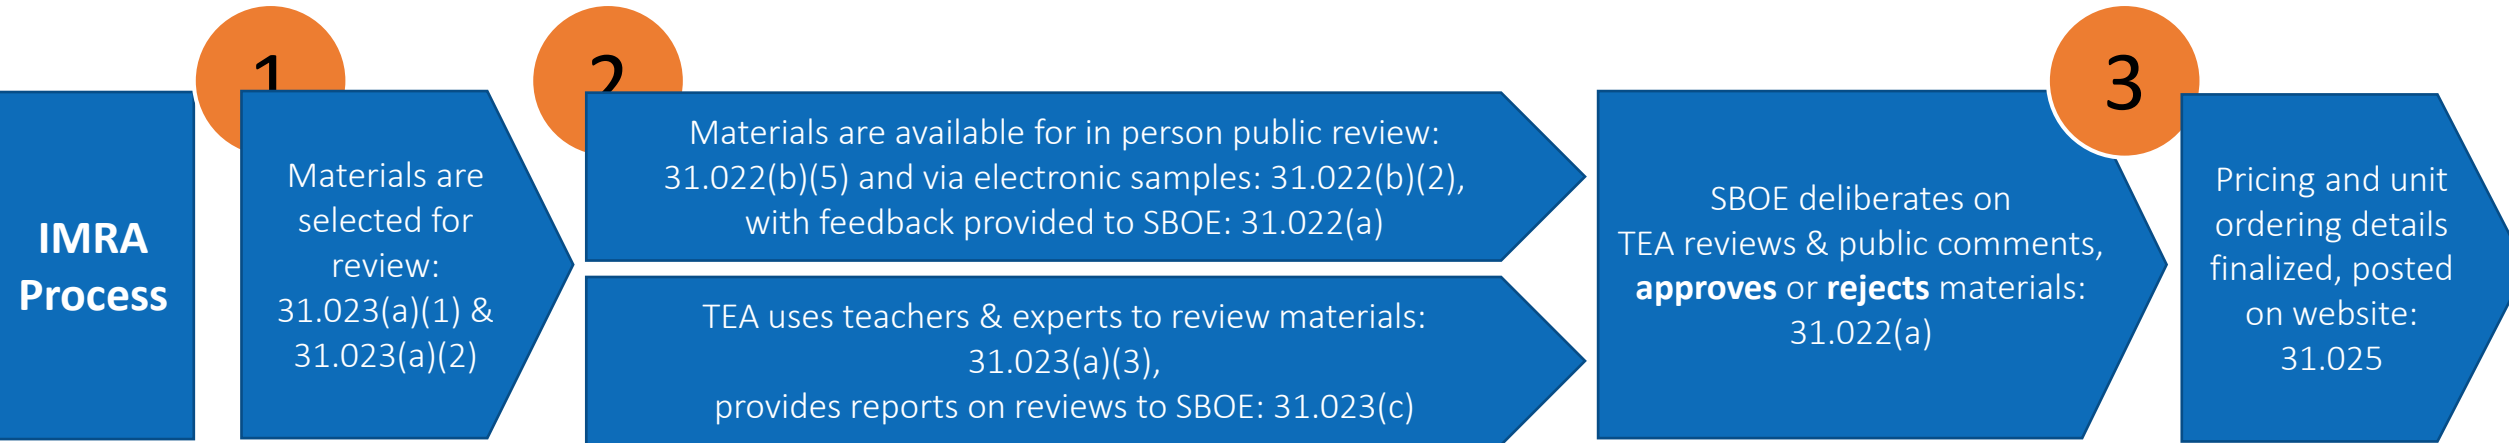 IMRA
Process
1
Materials are
selected for
review:
31.023(a)(1) &
31.023(a)(2)
2
Materials are available for in person public review:
31.022(b)(5) and via electronic samples: 31.022(b)(2),
with feedback provided to SBOE: 31.022(a)
TEA uses teachers & experts to review materials:
31.023(a)(3),
provides reports on reviews to SBOE: 31.023(c)
SBOE deliberates on
TEA reviews & public comments,
approves or rejects materials:
31.022(a)
3
Pricing and unit
ordering details
finalized, posted
on website:
31.025